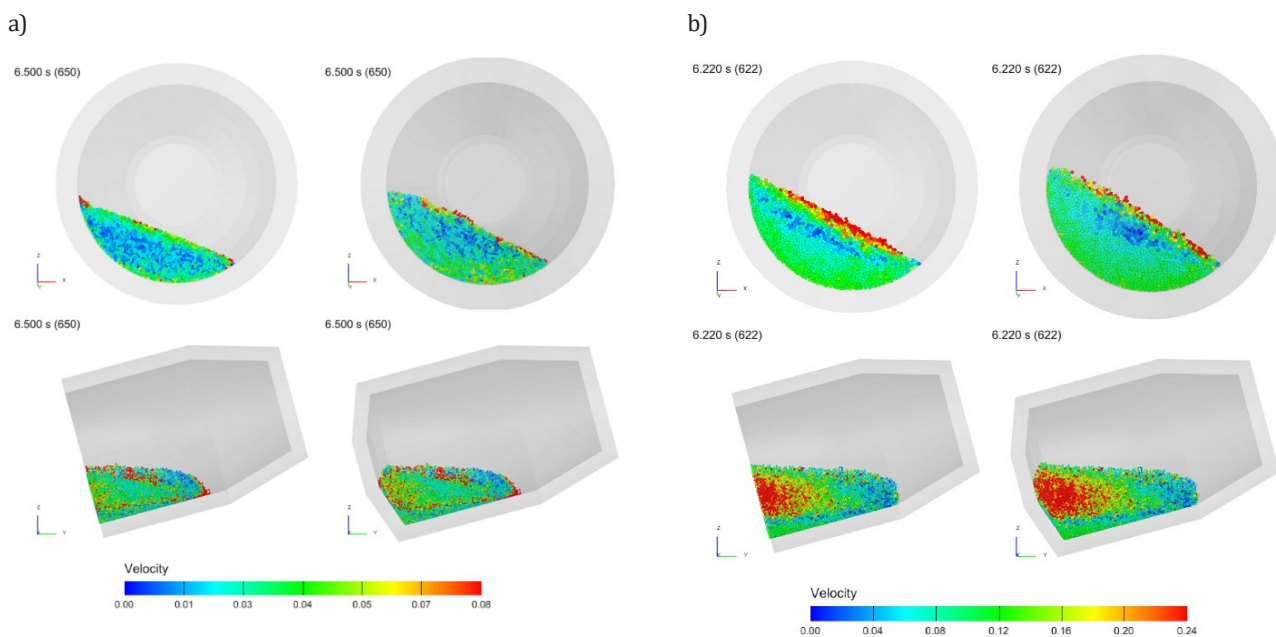 a)
b)
6.500 s (650)
6.500 s (650)
6.220 s (622)
6.220 s (622)
z
x
Y
z
x
Y
z
x
Y
z
x
Y
6.500 s (650)
6.500 s (650)
6.220 s (622)
6.220 s (622)
z
X
Y
z
X
Y
z
X
Y
z
X
Y
Velocity
0.00 0.01 0.03 0.04 0.05 0.07 0.08
Velocity
0.00 0.04 0.08 0.12 0.16 0.20 0.24